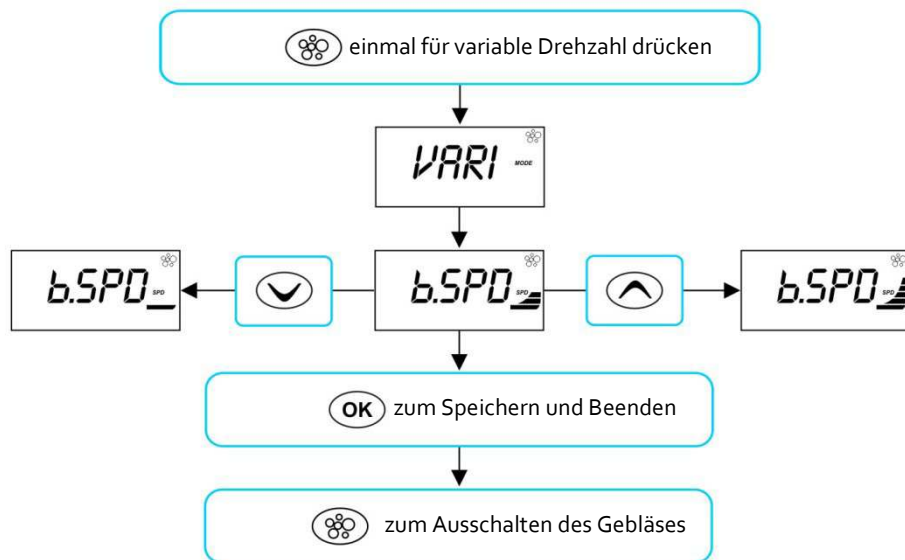 einmal für variable Drehzahl drücken
VARI MODE
b.SPD SPD
b.SPD SPD
b.SPD SPD
OK zum Speichern und Beenden
zum Ausschalten des Gebläses